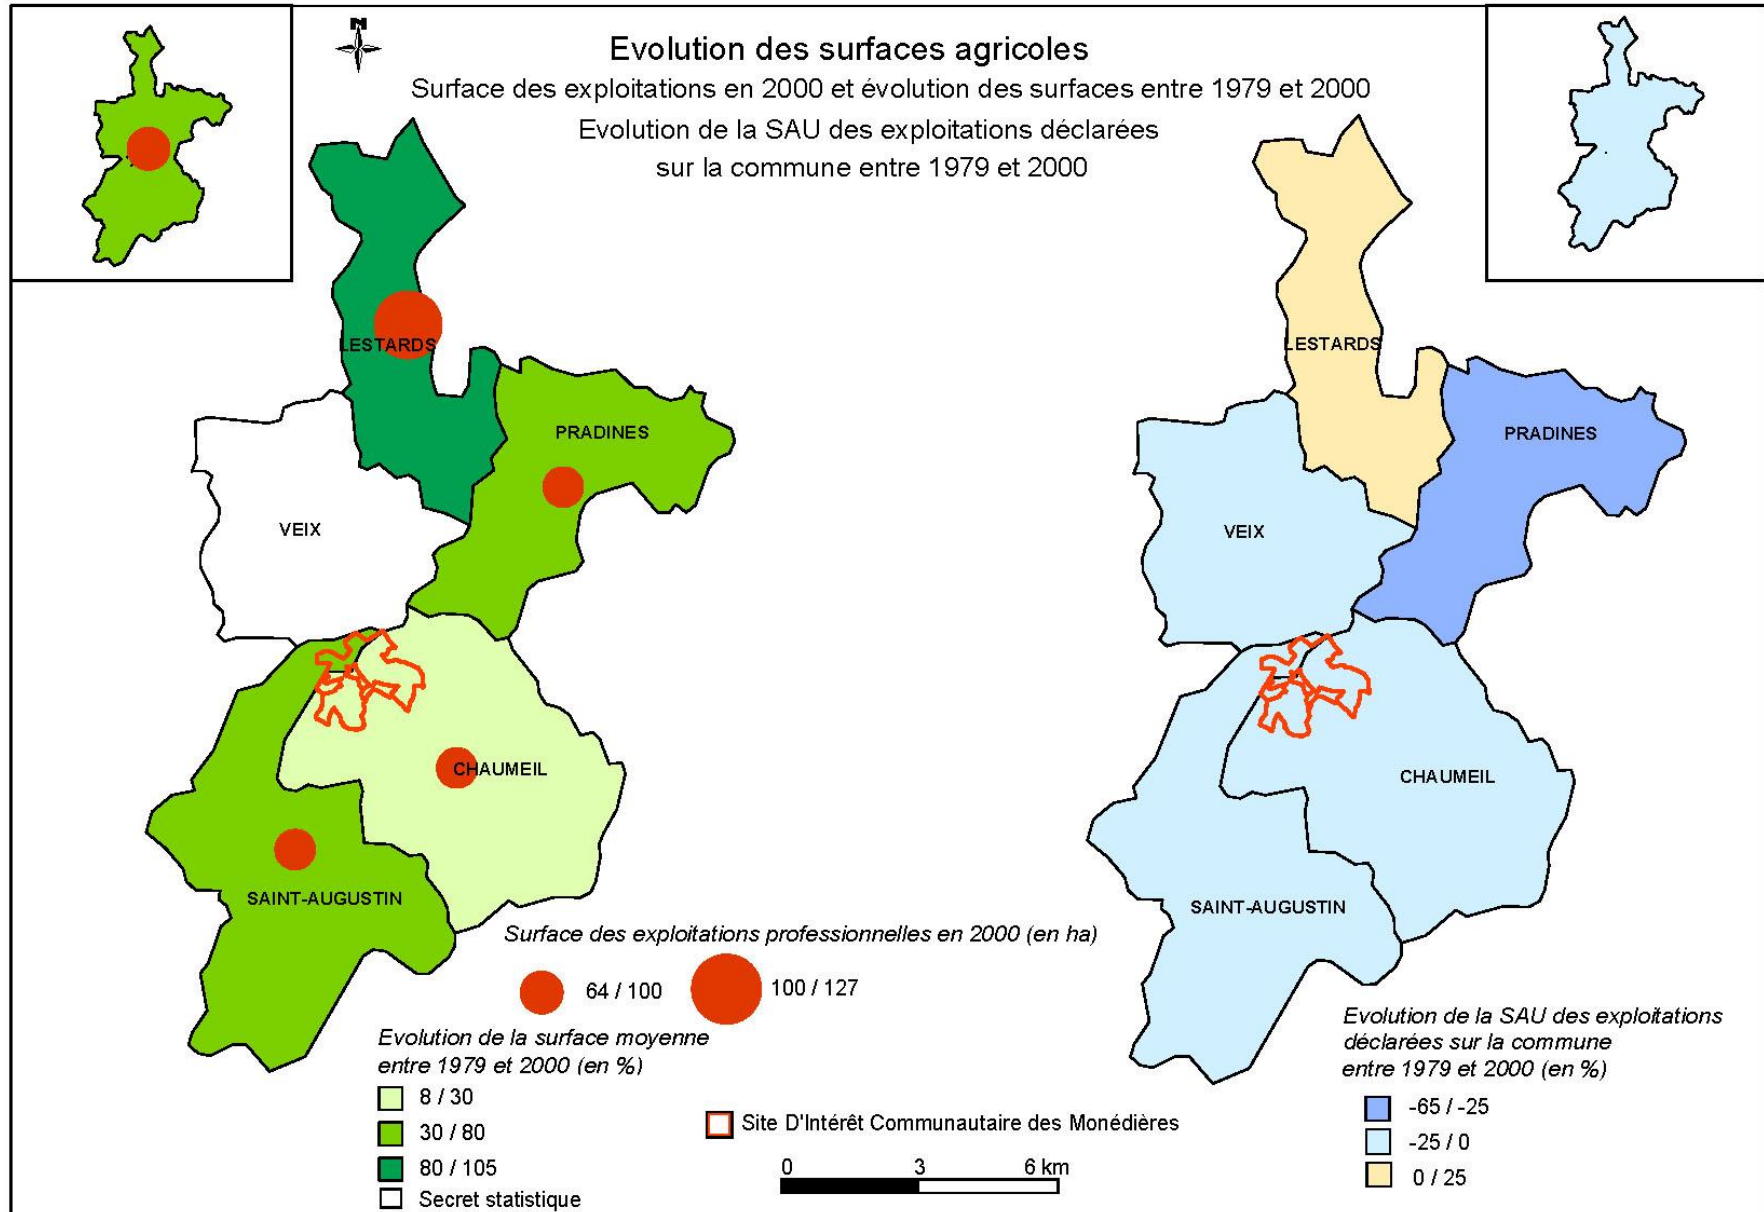 N
Evolution des surfaces agricoles
Surface des exploitations en 2000 et évolution des surfaces entre 1979 et 2000
Evolution de la SAU des exploitations déclarées
sur la commune entre 1979 et 2000
LESTARDS
PRADINES
VEIX
CHAUMEIL
SAINT-AUGUSTIN
LESTARDS
PRADINES
VEIX
CHAUMEIL
SAINT-AUGUSTIN
Surface des exploitations professionnelles en 2000 (en ha)
64 / 100
100 / 127
Evolution de la surface moyenne
entre 1979 et 2000 (en %)
8 / 30
30 / 80
80 / 105
Secret statistique
Site D'Intérêt Communautaire des Monédières
0 3 6 km
Evolution de la SAU des exploitations
déclarées sur la commune
entre 1979 et 2000 (en %)
-65 / -25
-25 / 0
0 / 25